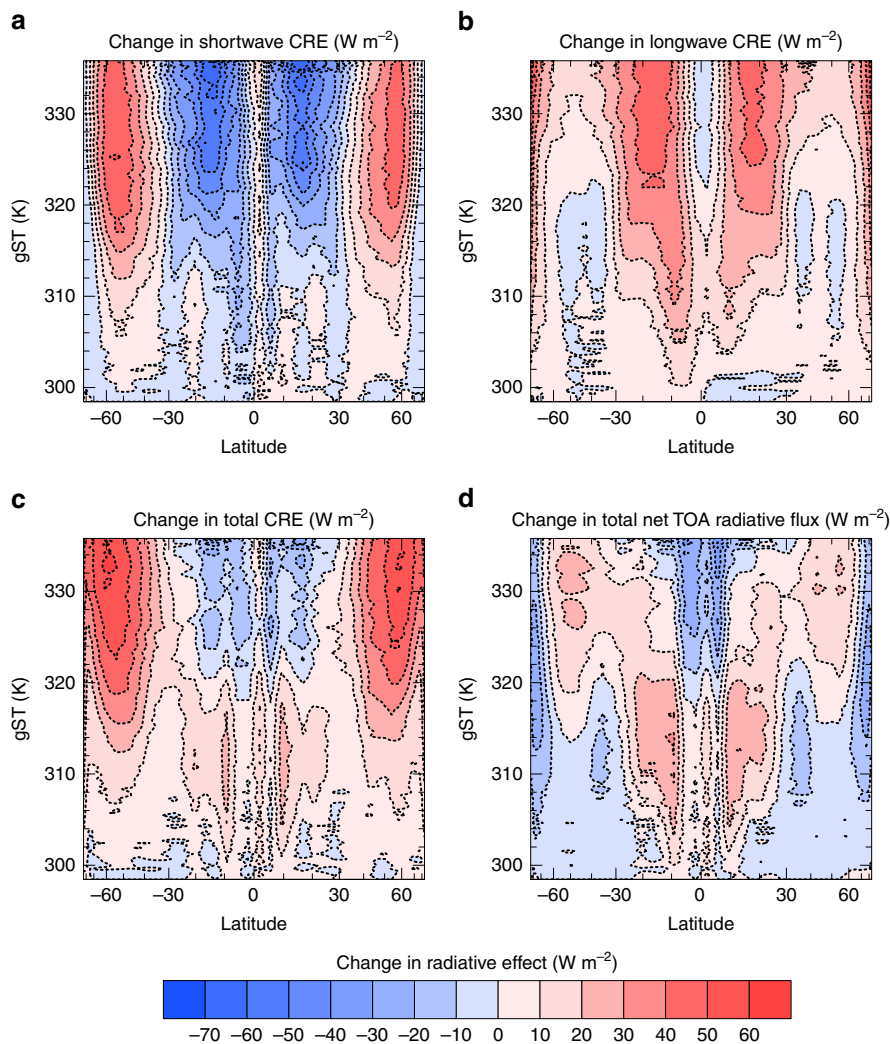 a
Change in shortwave CRE (W m⁻²)
330
320
310
300
gST (K)
−60 −30 0 30 60
Latitude
b
Change in longwave CRE (W m⁻²)
330
320
310
300
gST (K)
−60 −30 0 30 60
Latitude
c
Change in total CRE (W m⁻²)
330
320
310
300
gST (K)
−60 −30 0 30 60
Latitude
d
Change in total net TOA radiative flux (W m⁻²)
330
320
310
300
gST (K)
−60 −30 0 30 60
Latitude
Change in radiative effect (W m⁻²)
−70 −60 −50 −40 −30 −20 −10 0 10 20 30 40 50 60